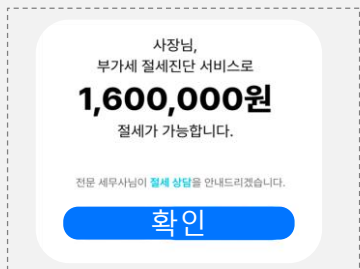 사장님,
부가세 절세진단 서비스로
1,600,000원
절세가 가능합니다.
전문 세무사님이 절세 상담을 안내드리겠습니다.
확인